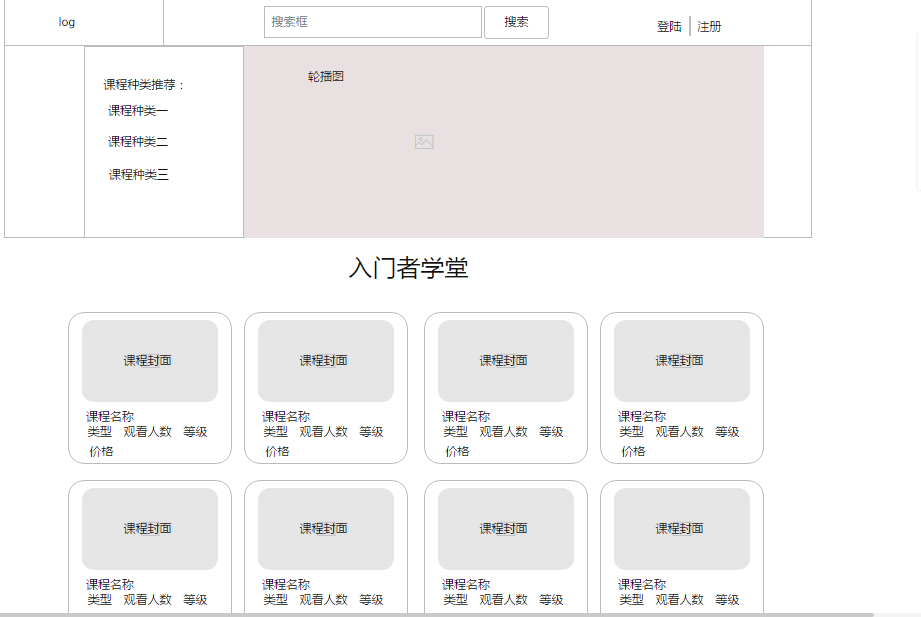 log
搜索框
搜索
登陆
注册
课程种类推荐：
课程种类一
课程种类二
课程种类三
轮播图
入门者学堂
课程封面
课程名称
类型 观看人数 等级
价格
课程封面
课程名称
类型 观看人数 等级
价格
课程封面
课程名称
类型 观看人数 等级
价格
课程封面
课程名称
类型 观看人数 等级
价格
课程封面
课程名称
类型 观看人数 等级
课程封面
课程名称
类型 观看人数 等级
课程封面
课程名称
类型 观看人数 等级
课程封面
课程名称
类型 观看人数 等级